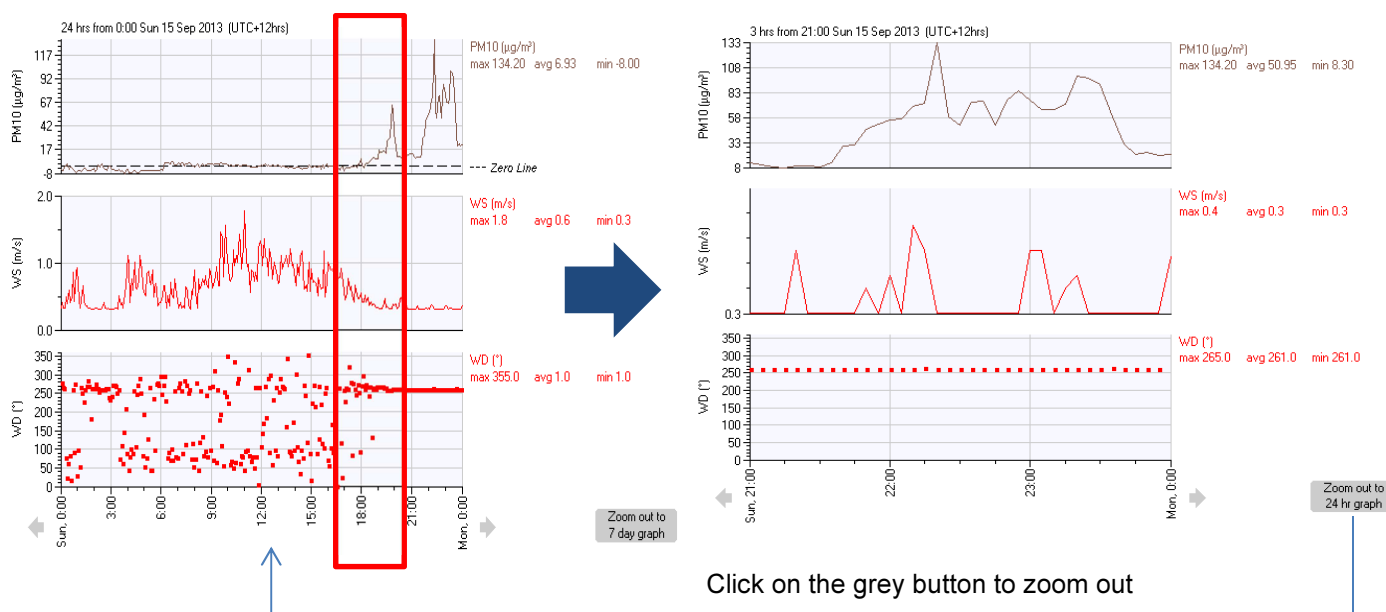 24 hrs from 0:00 Sun 15 Sep 2013 (UTC+12hrs)
PM10 (µg/m³)
117
92
67
42
17
-8
PM10 (µg/m³)
max 134.20 avg 6.93 min -8.00
--- Zero Line
WS (m/s)
2.0
1.0
0.0
WS (m/s)
max 1.8 avg 0.6 min 0.3
WD (°)
350
300
250
200
150
100
50
0
WD (°)
max 355.0 avg 1.0 min 1.0
Sun, 0:00
3:00
6:00
9:00
12:00
15:00
18:00
21:00
Mon, 0:00
Zoom out to
7 day graph
3 hrs from 21:00 Sun 15 Sep 2013 (UTC+12hrs)
PM10 (µg/m³)
133
108
83
58
33
8
PM10 (µg/m³)
max 134.20 avg 50.95 min 8.30
WS (m/s)
0.3
WS (m/s)
max 0.4 avg 0.3 min 0.3
WD (°)
350
300
250
200
150
100
50
0
WD (°)
max 265.0 avg 261.0 min 261.0
Sun, 21:00
22:00
23:00
Mon, 0:00
Zoom out to
24 hr graph
Click on the grey button to zoom out